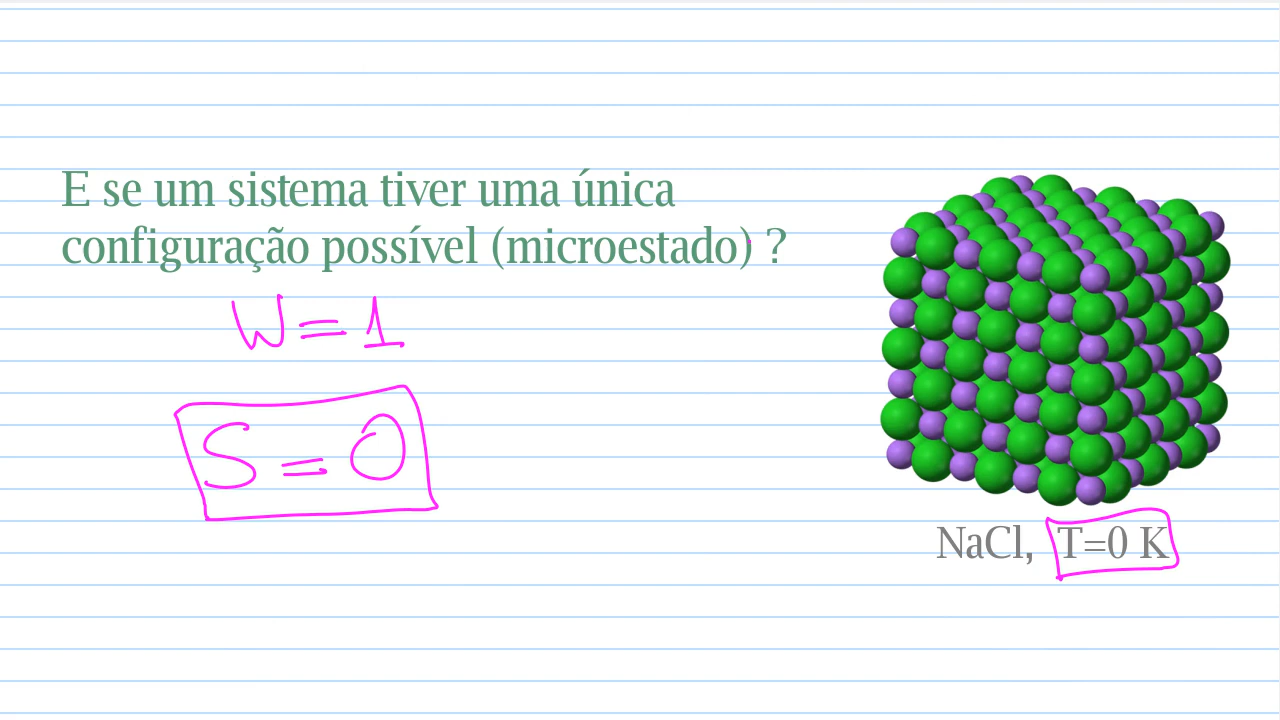 E se um sistema tiver uma única
configuração possível (microestado) ?
W = 1
S = 0
NaCl, T=0 K